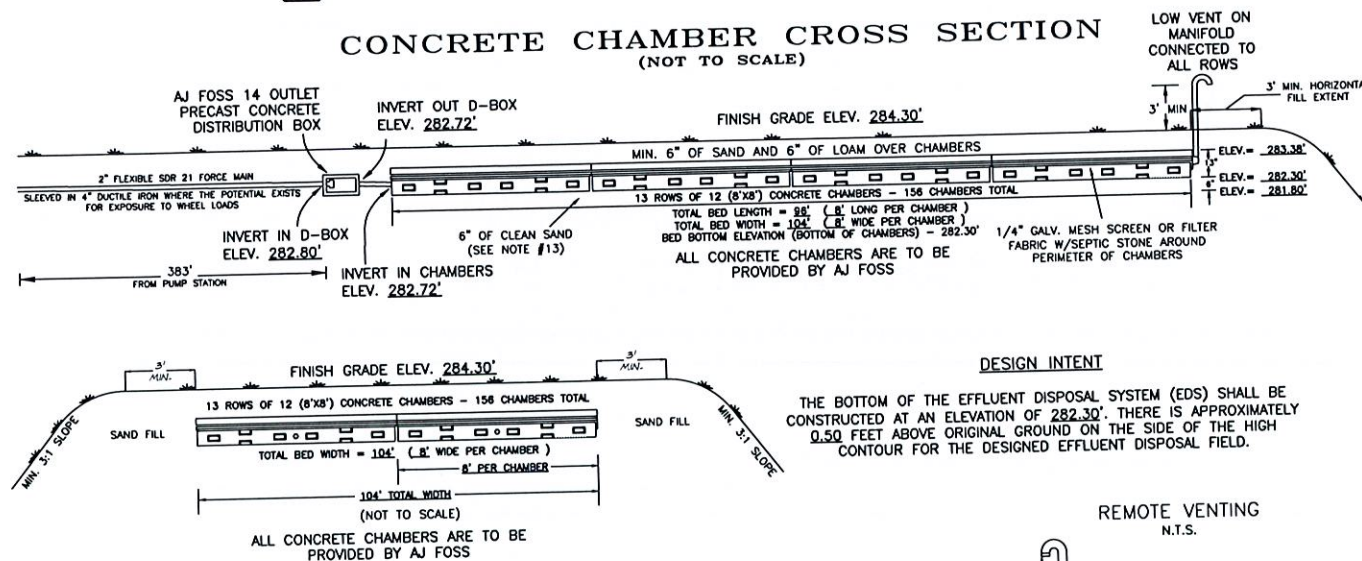 CONCRETE CHAMBER CROSS SECTION
(NOT TO SCALE)
LOW VENT ON
MANIFOLD
CONNECTED TO
ALL ROWS
AJ FOSS 14 OUTLET
PRECAST CONCRETE
DISTRIBUTION BOX
INVERT OUT D-BOX
ELEV. 282.72'
FINISH GRADE ELEV. 284.30'
3' MIN
3' MIN. HORIZONTA
FILL EXTENT
MIN. 6" OF SAND AND 6" OF LOAM OVER CHAMBERS
ELEV.= 283.38'
13"
ELEV.= 282.30'
6"
ELEV.= 281.80'
2" FLEXIBLE SDR 21 FORCE MAIN
SLEEVED IN 4" DUCTILE IRON WHERE THE POTENTIAL EXISTS
FOR EXPOSURE TO WHEEL LOADS
13 ROWS OF 12 (8'X8') CONCRETE CHAMBERS - 156 CHAMBERS TOTAL
TOTAL BED LENGTH = 96' ( 8' LONG PER CHAMBER )
TOTAL BED WIDTH = 104' ( 8' WIDE PER CHAMBER )
BED BOTTOM ELEVATION (BOTTOM OF CHAMBERS) - 282.30'
INVERT IN D-BOX
ELEV. 282.80'
6" OF CLEAN SAND
(SEE NOTE #13)
ALL CONCRETE CHAMBERS ARE TO BE
PROVIDED BY AJ FOSS
1/4" GALV. MESH SCREEN OR FILTER
FABRIC W/SEPTIC STONE AROUND
PERIMETER OF CHAMBERS
383'
FROM PUMP STATION
INVERT IN CHAMBERS
ELEV. 282.72'
3'
MIN.
FINISH GRADE ELEV. 284.30'
3'
MIN.
13 ROWS OF 12 (8'X8') CONCRETE CHAMBERS - 156 CHAMBERS TOTAL
MIN. 3:1 SLOPE
SAND FILL
SAND FILL
MIN. 3:1 SLOPE
TOTAL BED WIDTH = 104' ( 8' WIDE PER CHAMBER )
8' PER CHAMBER
104' TOTAL WIDTH
(NOT TO SCALE)
ALL CONCRETE CHAMBERS ARE TO BE
PROVIDED BY AJ FOSS
DESIGN INTENT
THE BOTTOM OF THE EFFLUENT DISPOSAL SYSTEM (EDS) SHALL BE
CONSTRUCTED AT AN ELEVATION OF 282.30'. THERE IS APPROXIMATELY
0.50 FEET ABOVE ORIGINAL GROUND ON THE SIDE OF THE HIGH
CONTOUR FOR THE DESIGNED EFFLUENT DISPOSAL FIELD.
REMOTE VENTING
N.T.S.